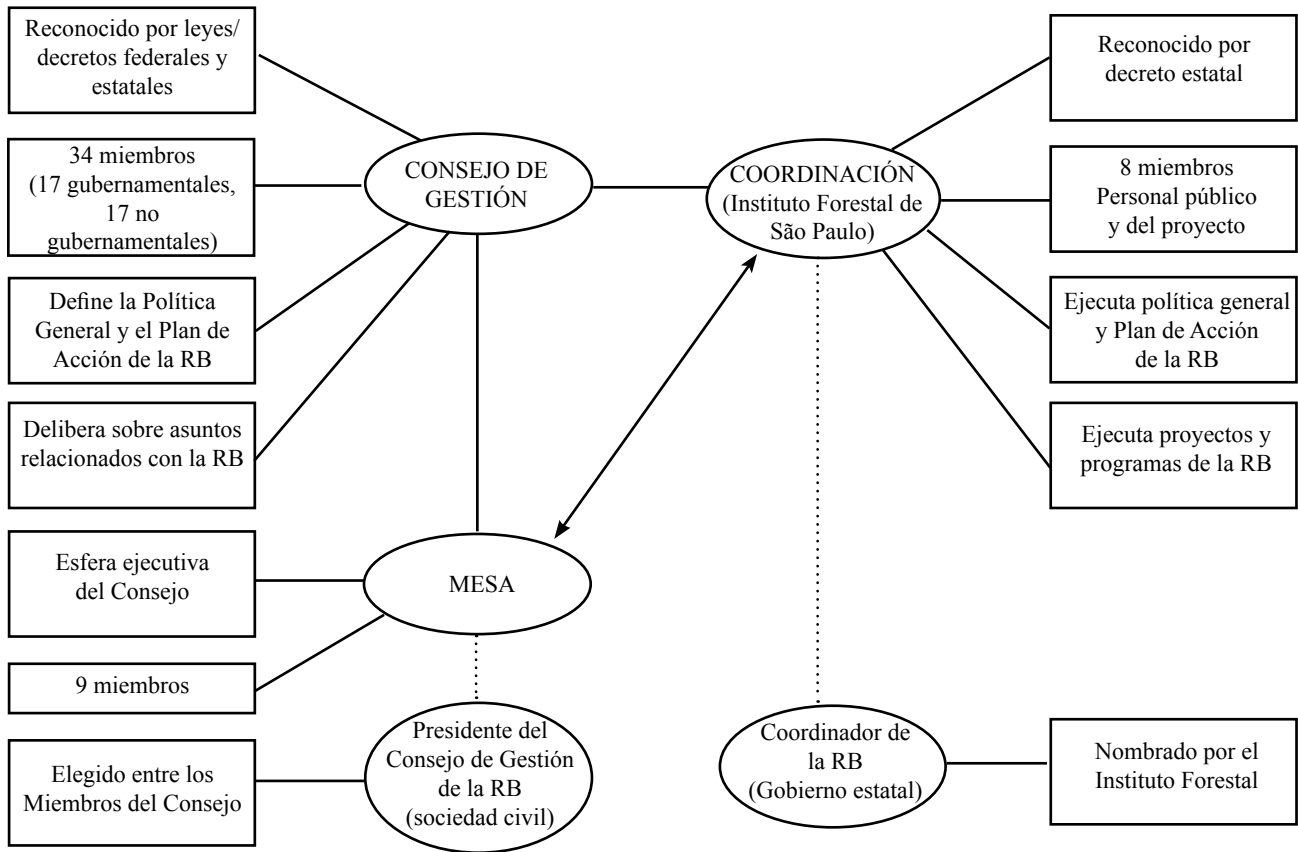 Reconocido por leyes/
decretos federales y
estatales
34 miembros
(17 gubernamentales,
17 no
gubernamentales)
Define la Política
General y el Plan de
Acción de la RB
Delibera sobre asuntos
relacionados con la RB
Esfera ejecutiva
del Consejo
9 miembros
Elegido entre los
Miembros del Consejo
CONSEJO DE
GESTIÓN
MESA
Presidente del
Consejo de Gestión
de la RB
(sociedad civil)
COORDINACIÓN
(Instituto Forestal de
São Paulo)
Coordinador de
la RB
(Gobierno estatal)
Reconocido por
decreto estatal
8 miembros
Personal público
y del proyecto
Ejecuta política general
y Plan de Acción
de la RB
Ejecuta proyectos y
programas de la RB
Nombrado por el
Instituto Forestal